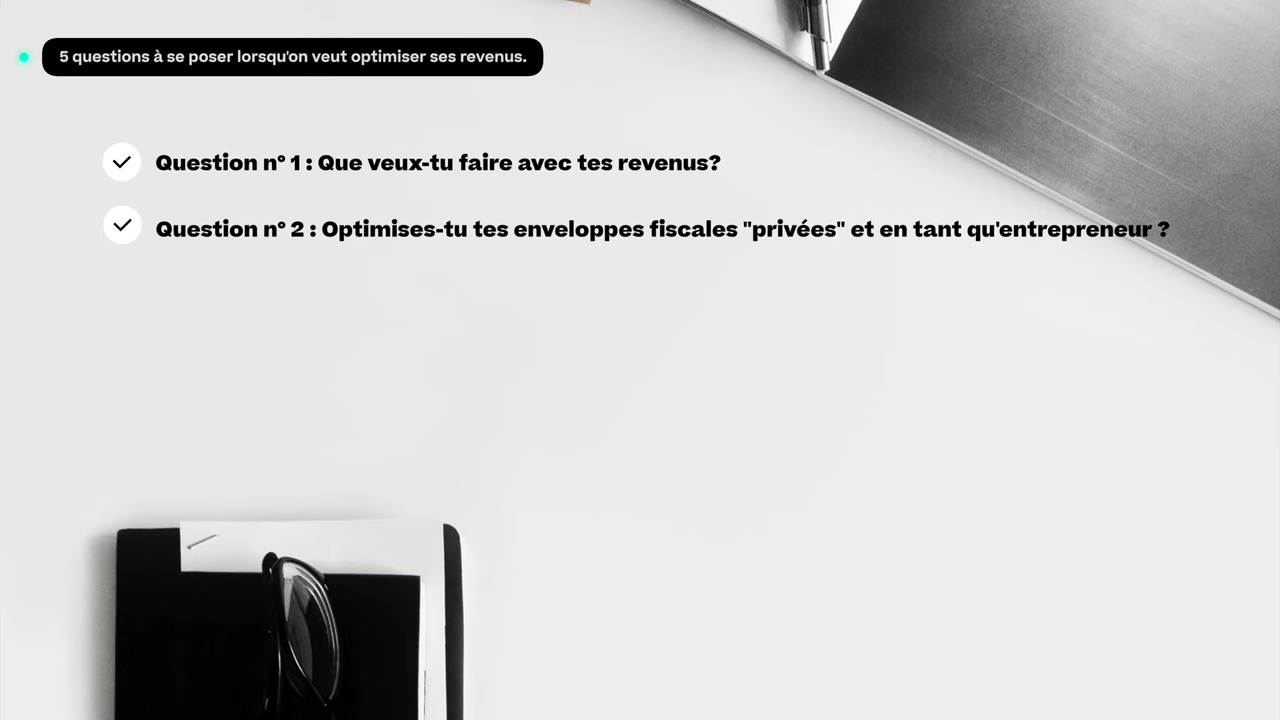 5 questions à se poser lorsqu'on veut optimiser ses revenus.
Question n° 1 : Que veux-tu faire avec tes revenus?
Question n° 2 : Optimises-tu tes enveloppes fiscales "privées" et en tant qu'entrepreneur ?